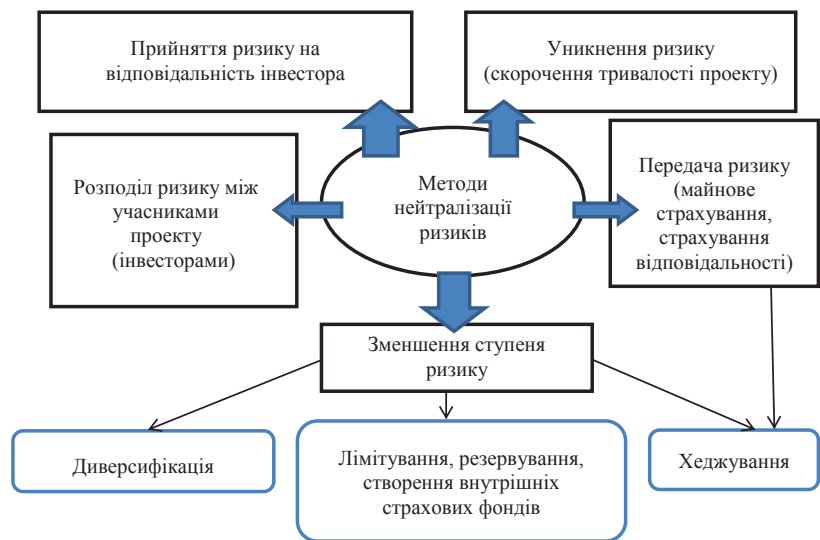 Прийняття ризику на
відповідальність інвестора
Уникнення ризику
(скорочення тривалості проекту)
Розподіл ризику між
учасниками
проекту
(інвесторами)
Методи
нейтралізації
ризиків
Передача ризику
(майнове
страхування,
страхування
відповідальності)
Зменшення ступеня
ризику
Диверсифікація
Лімітування, резервування,
створення внутрішніх
страхових фондів
Хеджування